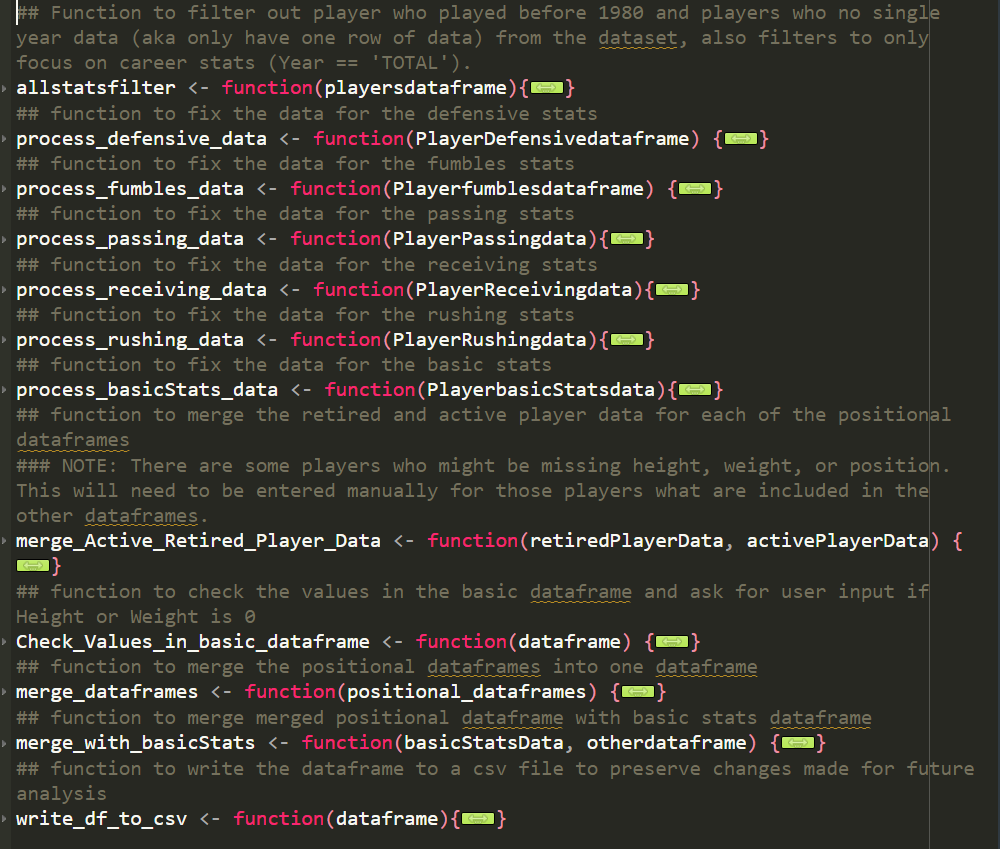 ## Function to filter out player who played before 1980 and players who no single
year data (aka only have one row of data) from the dataset, also filters to only
focus on career stats (Year == 'TOTAL').
allstatsfilter <- function(playersdataframe){}
## function to fix the data for the defensive stats
process_defensive_data <- function(PlayerDefensivedataframe) {}
## function to fix the data for the fumbles stats
process_fumbles_data <- function(Playerfumblesdataframe) {}
## function to fix the data for the passing stats
process_passing_data <- function(PlayerPassingdata){}
## function to fix the data for the receiving stats
process_receiving_data <- function(PlayerReceivingdata){}
## function to fix the data for the rushing stats
process_rushing_data <- function(PlayerRushingdata){}
## function to fix the data for the basic stats
process_basicStats_data <- function(PlayerbasicStatsdata){}
## function to merge the retired and active player data for each of the positional
dataframes
### NOTE: There are some players who might be missing height, weight, or position.
This will need to be entered manually for those players what are included in the
other dataframes.
merge_Active_Retired_Player_Data <- function(retiredPlayerData, activePlayerData) {
}
## function to check the values in the basic dataframe and ask for user input if
Height or Weight is 0
Check_Values_in_basic_dataframe <- function(dataframe) {}
## function to merge the positional dataframes into one dataframe
merge_dataframes <- function(positional_dataframes) {}
## function to merge merged positional dataframe with basic stats dataframe
merge_with_basicStats <- function(basicStatsData, otherdataframe) {}
## function to write the dataframe to a csv file to preserve changes made for future
analysis
write_df_to_csv <- function(dataframe){}